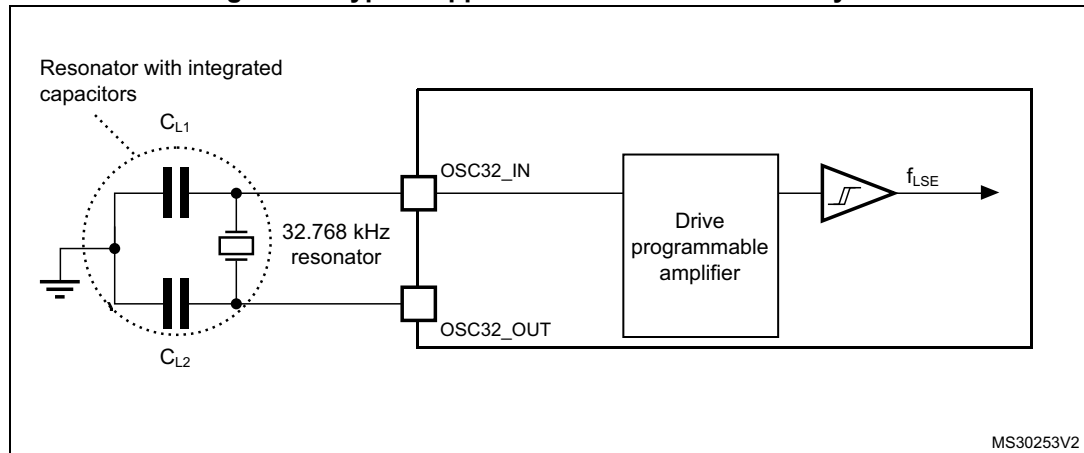 Resonator with integrated
capacitors
CL1
OSC32_IN
fLSE
32.768 kHz
resonator
Drive
programmable
amplifier
OSC32_OUT
CL2
MS30253V2